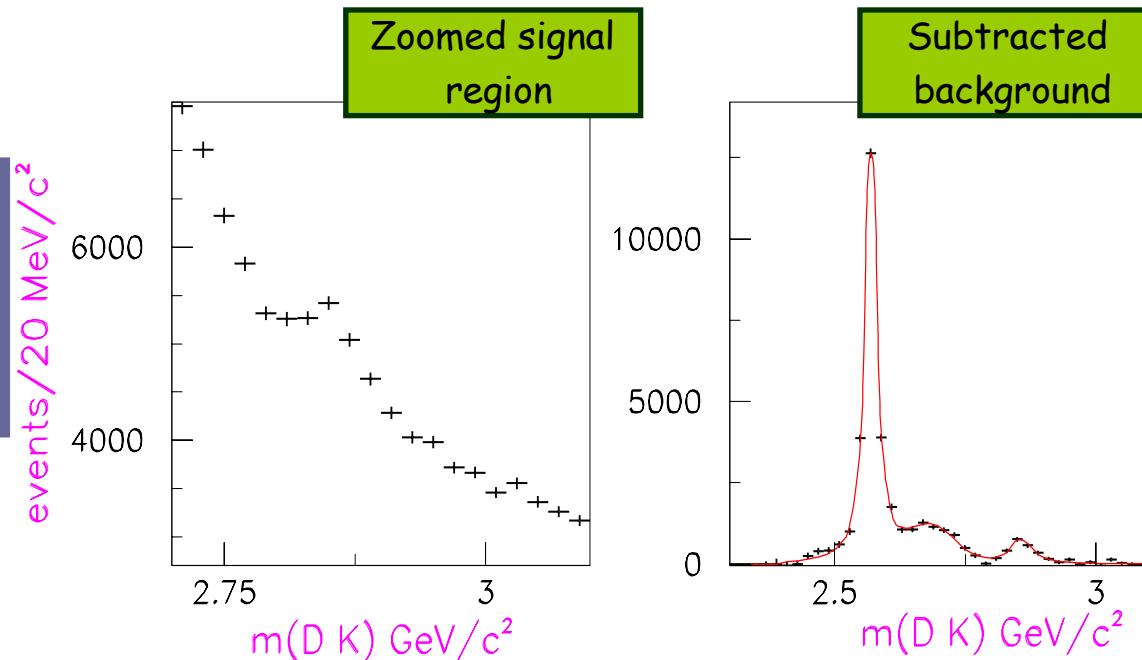 Zoomed signal
region
Subtracted
background
events/20 MeV/c²
6000
4000
2.75
3
m(D K) GeV/c²
10000
5000
0
2.5
3
m(D K) GeV/c²